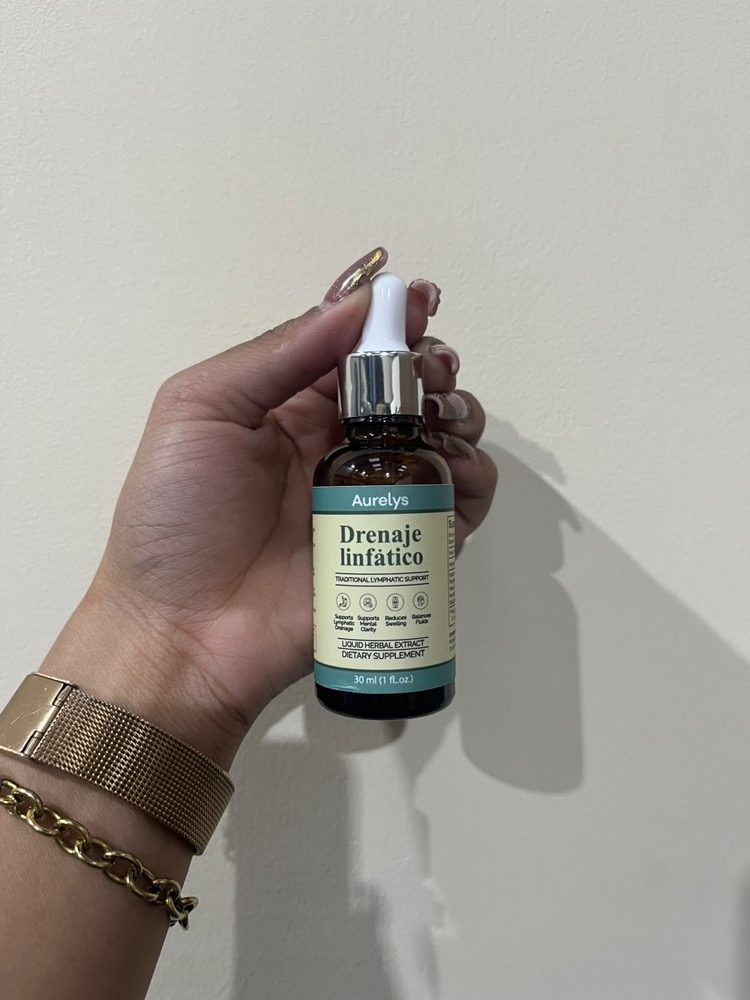 Aurelys
Drenaje
linfático
TRADITIONAL LYMPHATIC SUPPORT
Supports
Lymphatic
Drainage
Supports
Mental
Clarity
Reduces
Swelling
Balances
Fluids
LIQUID HERBAL EXTRACT
DIETARY SUPPLEMENT
30 ml (1 fl.oz.)